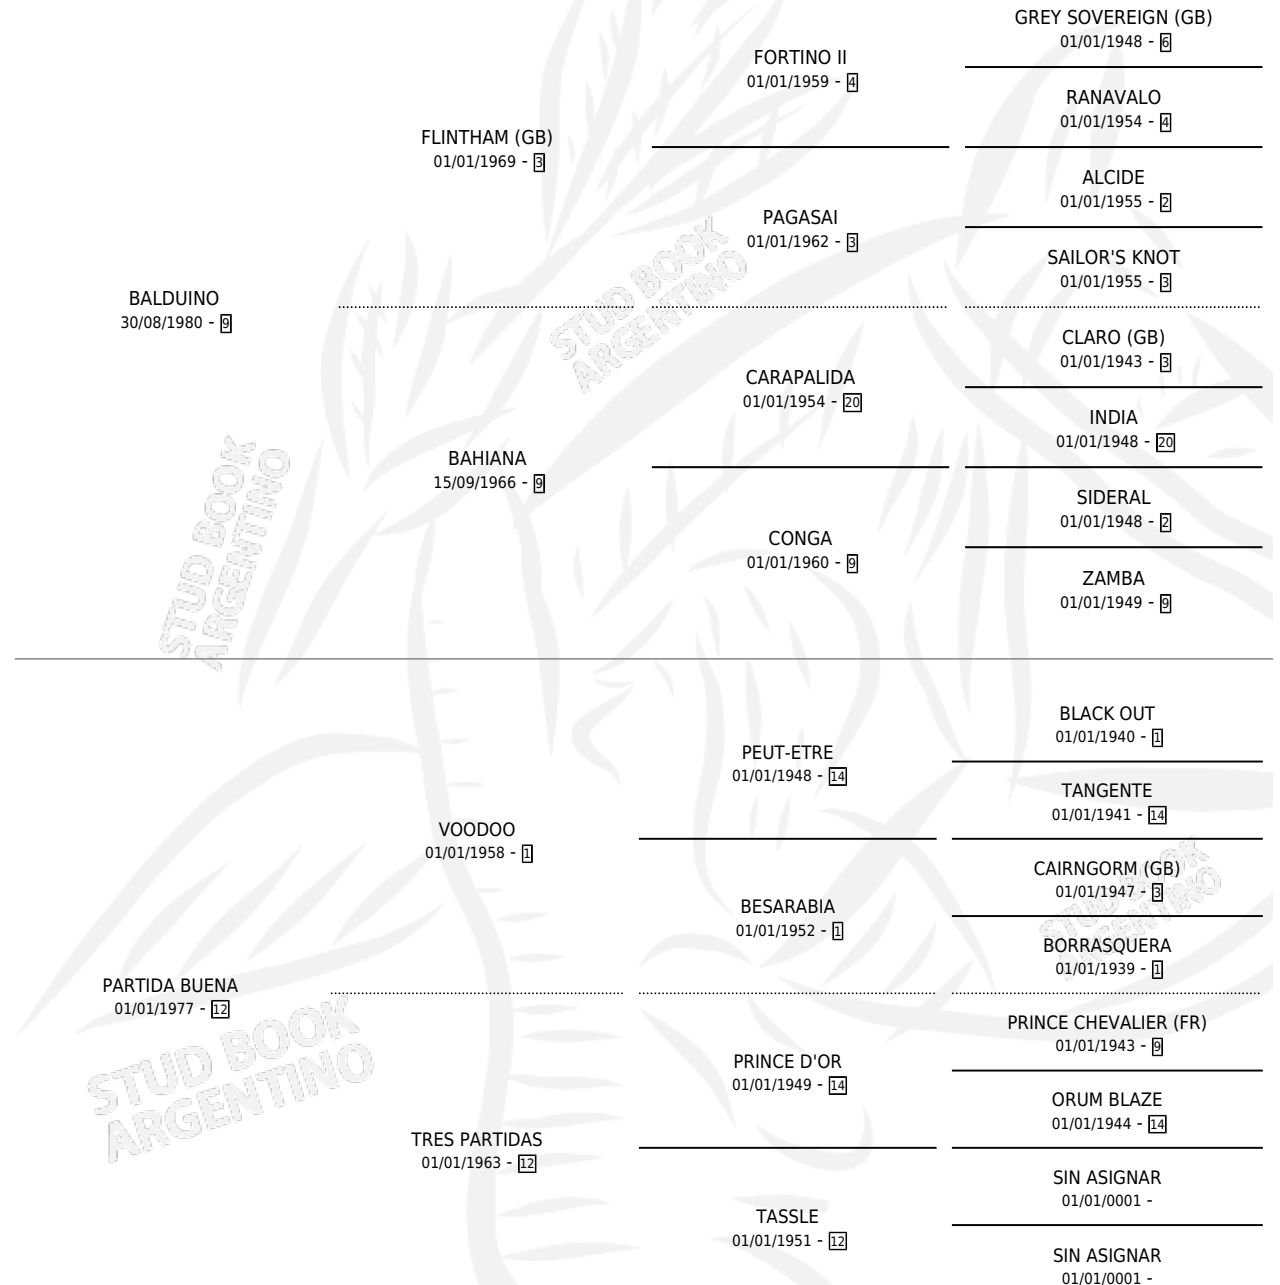 GREY SOVEREIGN (GB)
01/01/1948 - 6
FORTINO II
01/01/1959 - 4
RANAVALO
01/01/1954 - 4
FLINTHAM (GB)
01/01/1969 - 3
ALCIDE
01/01/1955 - 2
PAGASAI
01/01/1962 - 3
SAILOR'S KNOT
01/01/1955 - 3
BALDUINO
30/08/1980 - 9
CLARO (GB)
01/01/1943 - 3
CARAPALIDA
01/01/1954 - 20
INDIA
01/01/1948 - 20
BAHIANA
15/09/1966 - 9
SIDERAL
01/01/1948 - 2
CONGA
01/01/1960 - 9
ZAMBA
01/01/1949 - 9
BLACK OUT
01/01/1940 - 1
PEUT-ETRE
01/01/1948 - 14
TANGENTE
01/01/1941 - 14
VOODOO
01/01/1958 - 1
CAIRNGORM (GB)
01/01/1947 - 3
BESARABIA
01/01/1952 - 1
BORRASQUERA
01/01/1939 - 1
PARTIDA BUENA
01/01/1977 - 12
PRINCE CHEVALIER (FR)
01/01/1943 - 9
PRINCE D'OR
01/01/1949 - 14
ORUM BLAZE
01/01/1944 - 14
TRES PARTIDAS
01/01/1963 - 12
SIN ASIGNAR
01/01/0001 -
TASSLE
01/01/1951 - 12
SIN ASIGNAR
01/01/0001 -
STUD BOOK
ARGENTINO
STUD BOOK
ARGENTINO
STUD BOOK
ARGENTINO
STUD BOOK
ARGENTINO